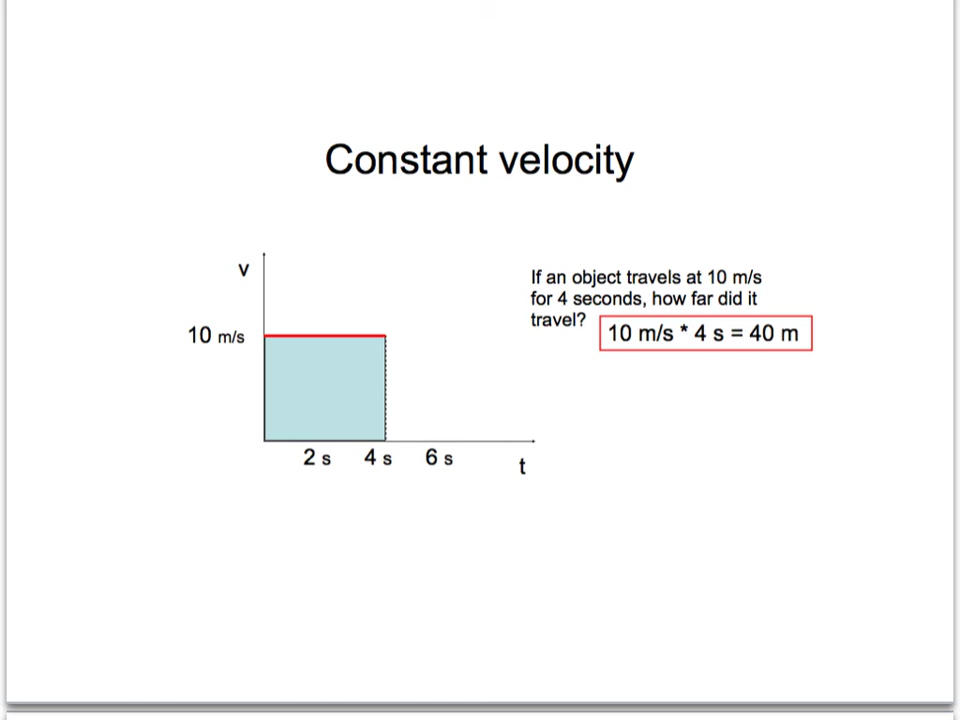 Constant velocity
v
If an object travels at 10 m/s
for 4 seconds, how far did it
travel?
10 m/s * 4 s = 40 m
10 m/s
2 s 4 s 6 s
t